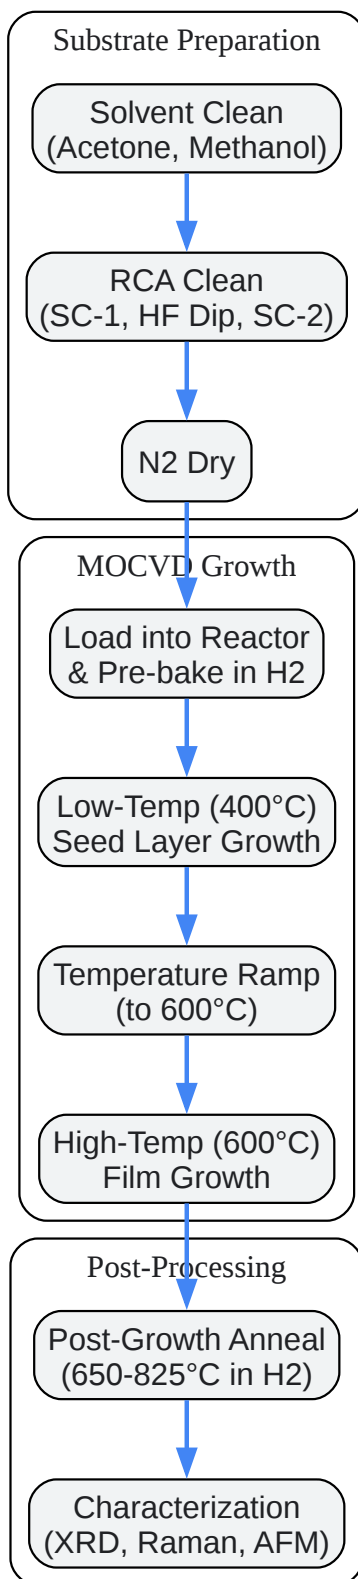 Substrate Preparation
Solvent Clean
(Acetone, Methanol)
RCA Clean
(SC-1, HF Dip, SC-2)
N2 Dry
MOCVD Growth
Load into Reactor
& Pre-bake in H2
Low-Temp (400°C)
Seed Layer Growth
Temperature Ramp
(to 600°C)
High-Temp (600°C)
Film Growth
Post-Processing
Post-Growth Anneal
(650-825°C in H2)
Characterization
(XRD, Raman, AFM)